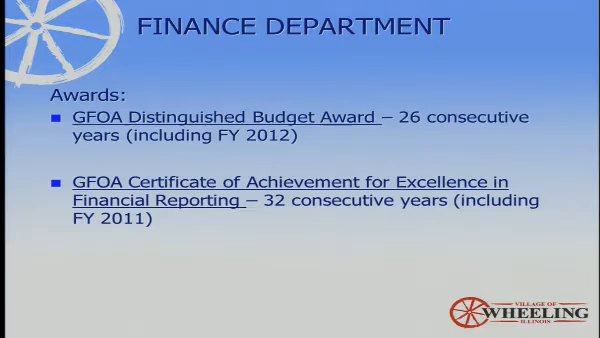 FINANCE DEPARTMENT
Awards:
GFOA Distinguished Budget Award – 26 consecutive
years (including FY 2012)
GFOA Certificate of Achievement for Excellence in
Financial Reporting – 32 consecutive years (including
FY 2011)
VILLAGE OF
WHEELING
ILLINOIS